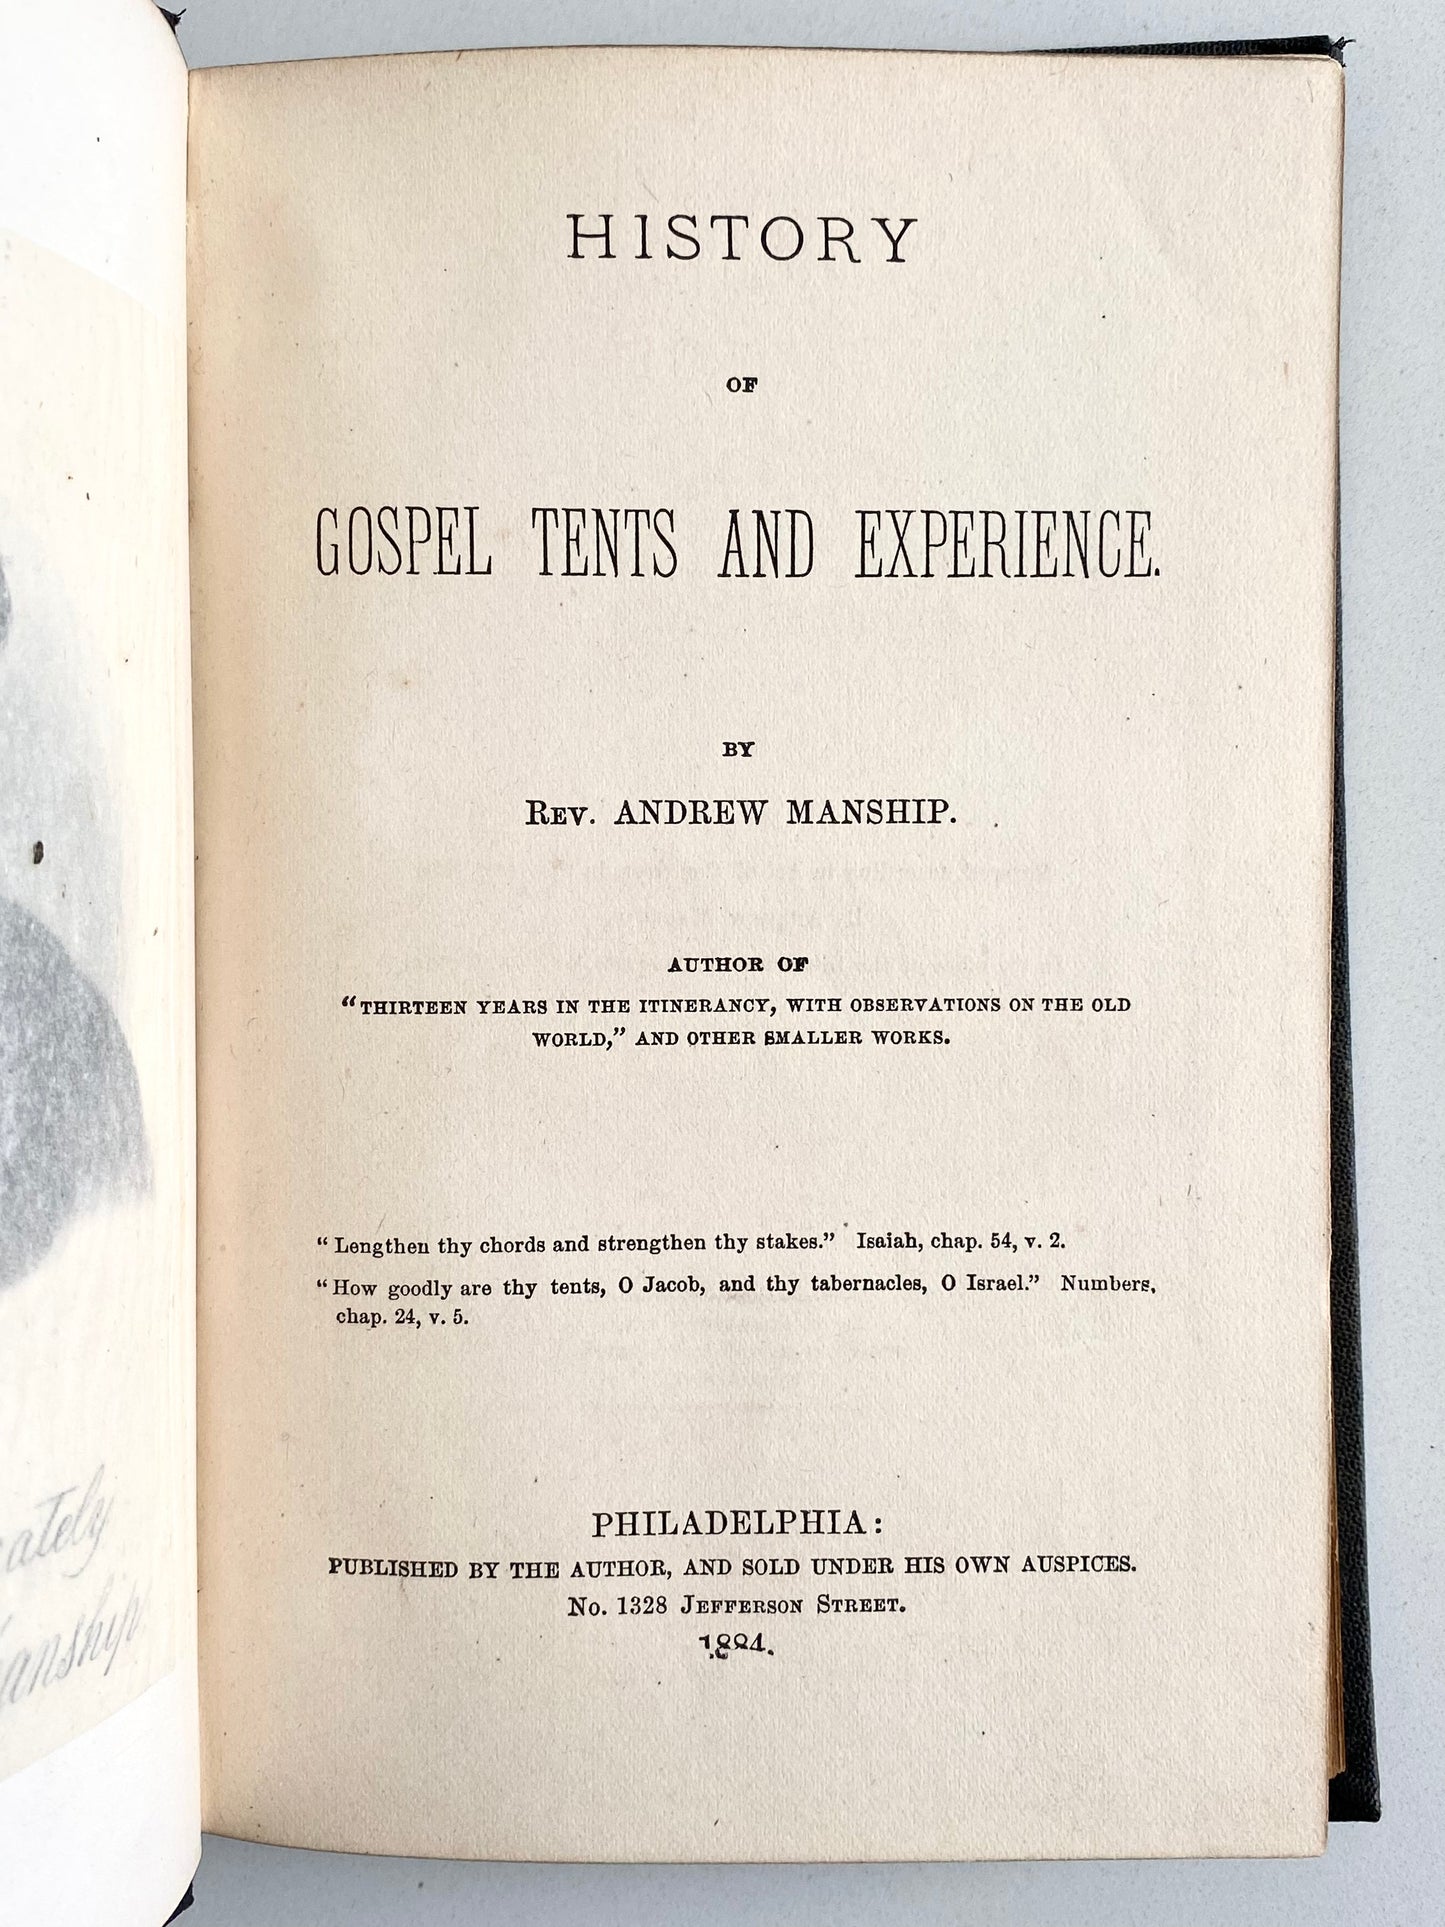 HISTORY
OF
GOSPEL TENTS AND EXPERIENCE.
BY
REV. ANDREW MANSHIP.
AUTHOR OF
“THIRTEEN YEARS IN THE ITINERANCY, WITH OBSERVATIONS ON THE OLD
WORLD,” AND OTHER SMALLER WORKS.
“Lengthen thy chords and strengthen thy stakes.” Isaiah, chap. 54, v. 2.
“How goodly are thy tents, O Jacob, and thy tabernacles, O Israel.” Numbers,
chap. 24, v. 5.
PHILADELPHIA:
PUBLISHED BY THE AUTHOR, AND SOLD UNDER HIS OWN AUSPICES.
No. 1328 JEFFERSON STREET.
1884.